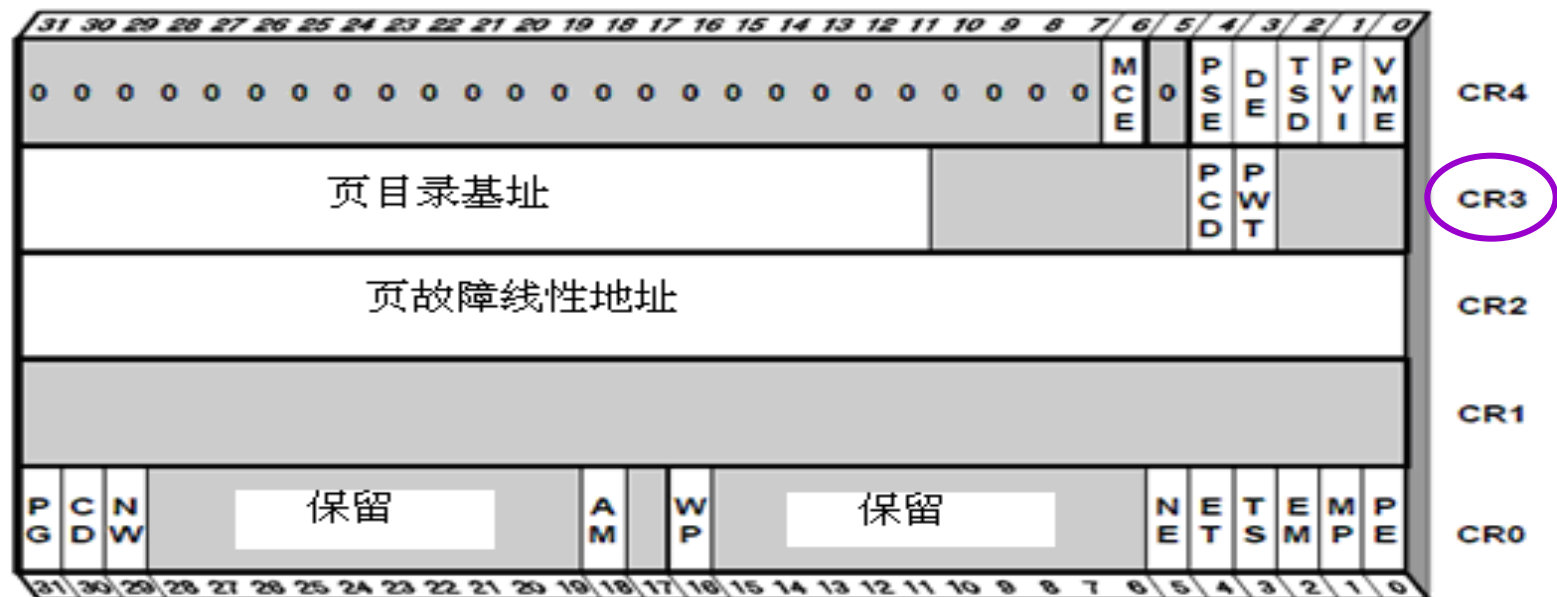 31 30 29 28 27 26 25 24 23 22 21 20 19 18 17 16 15 14 13 12 11 10 9 8 7 6 5 4 3 2 1 0
0 0 0 0 0 0 0 0 0 0 0 0 0 0 0 0 0 0 0 0 0 0 0 0 0 MCE 0 PSE DE TSD PVI VME CR4
页目录基址 PCD PWT CR3
页故障线性地址 CR2
CR1
PG CD NW 保留 AM WP 保留 NE ET TS EM MP PE CR0
31 30 29 28 27 26 25 24 23 22 21 20 19 18 17 16 15 14 13 12 11 10 9 8 7 6 5 4 3 2 1 0